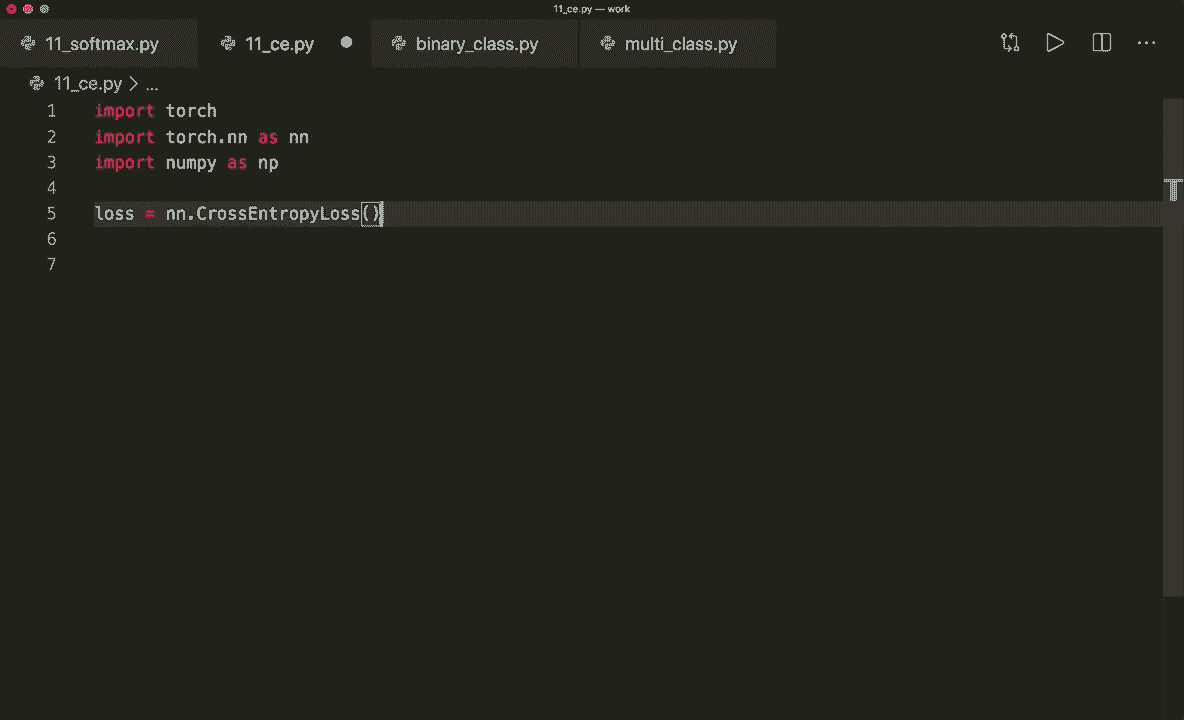 11_ce.py — work
11_softmax.py 11_ce.py binary_class.py multi_class.py
11_ce.py > ...
1 import torch
2 import torch.nn as nn
3 import numpy as np
4
5 loss = nn.CrossEntropyLoss()
6
7